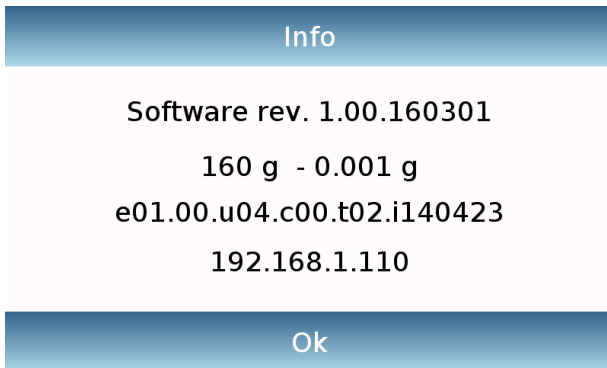 Info
Software rev. 1.00.160301
160 g - 0.001 g
e01.00.u04.c00.t02.i140423
192.168.1.110
Ok